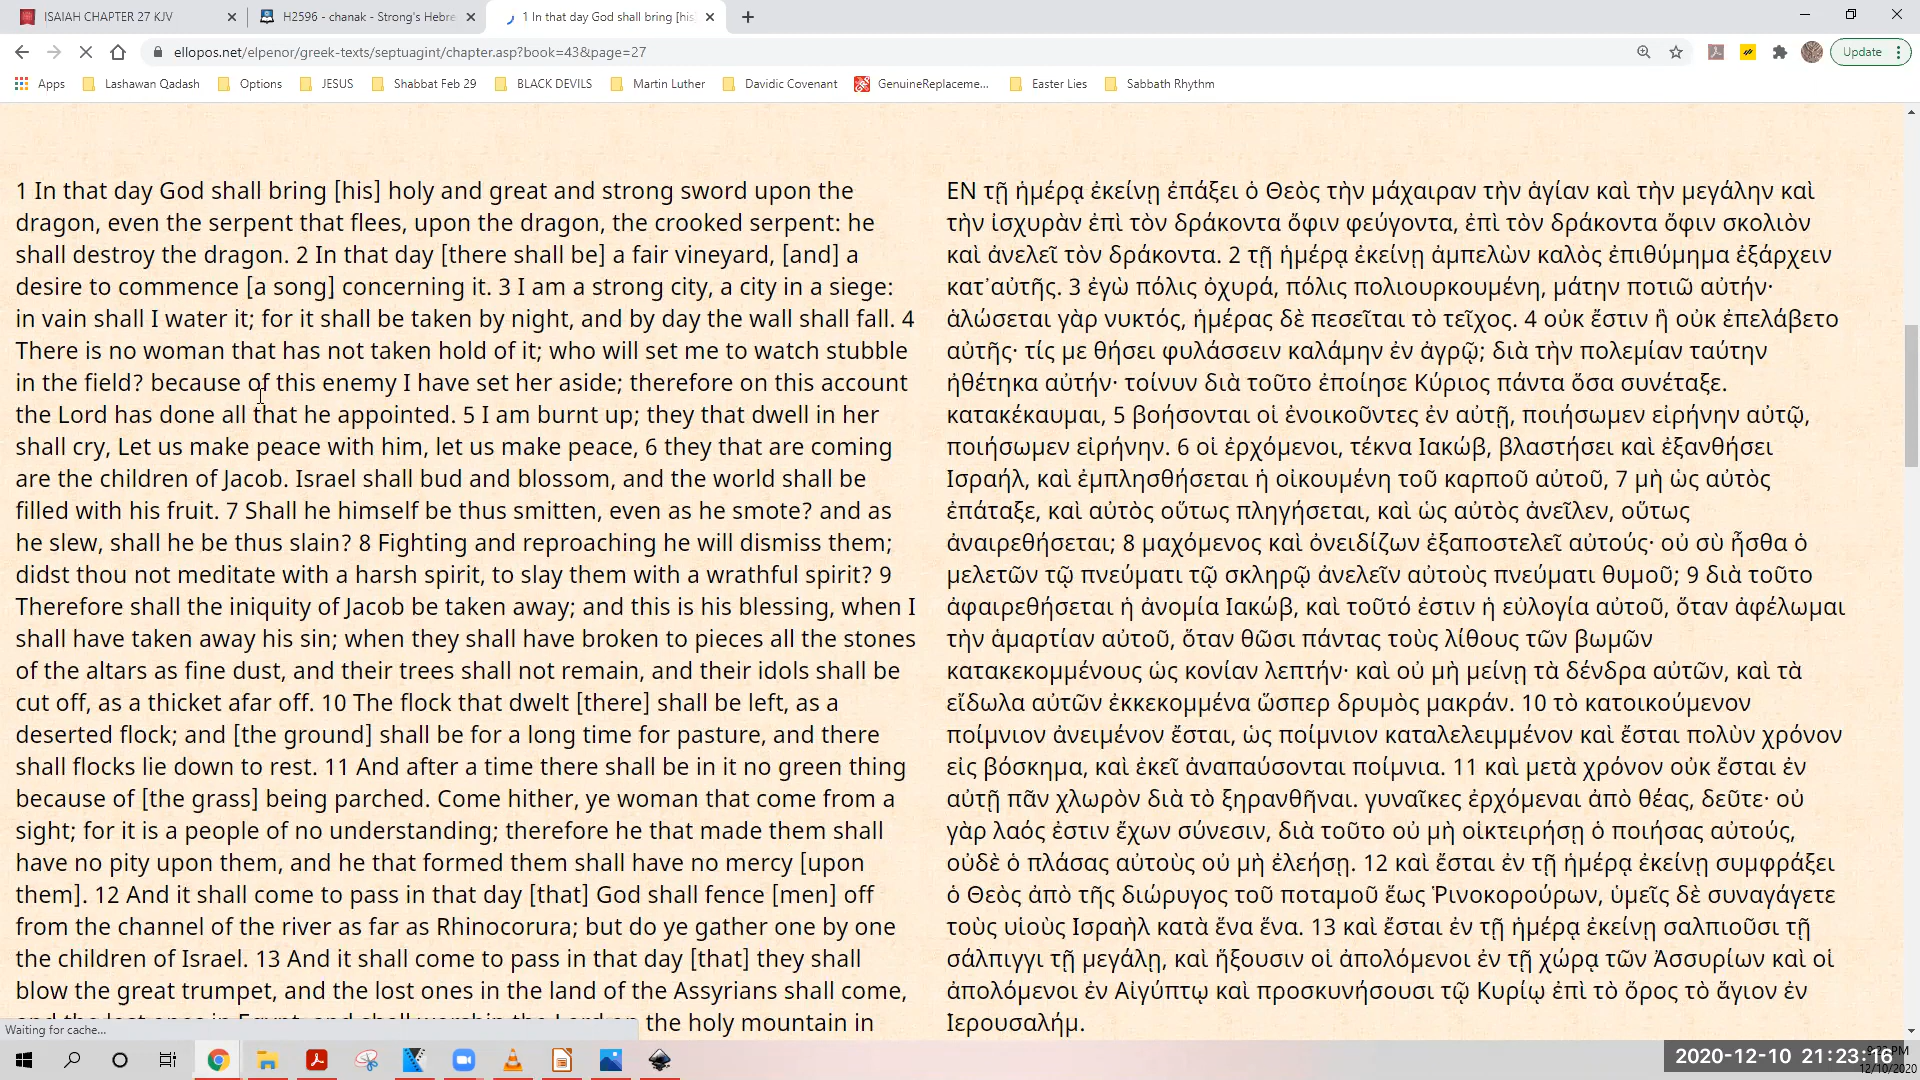 ISAIAH CHAPTER 27 KJV
H2596 - chanak - Strong's Hebre
1 In that day God shall bring [his
ellopos.net/elpenor/greek-texts/septuagint/chapter.asp?book=43&page=27
Update
Apps
Lashawan Qadash
Options
JESUS
Shabbat Feb 29
BLACK DEVILS
Martin Luther
Davidic Covenant
GenuineReplaceme...
Easter Lies
Sabbath Rhythm
1 In that day God shall bring [his] holy and great and strong sword upon the
dragon, even the serpent that flees, upon the dragon, the crooked serpent: he
shall destroy the dragon. 2 In that day [there shall be] a fair vineyard, [and] a
desire to commence [a song] concerning it. 3 I am a strong city, a city in a siege:
in vain shall I water it; for it shall be taken by night, and by day the wall shall fall. 4
There is no woman that has not taken hold of it; who will set me to watch stubble
in the field? because of this enemy I have set her aside; therefore on this account
the Lord has done all that he appointed. 5 I am burnt up; they that dwell in her
shall cry, Let us make peace with him, let us make peace, 6 they that are coming
are the children of Jacob. Israel shall bud and blossom, and the world shall be
filled with his fruit. 7 Shall he himself be thus smitten, even as he smote? and as
he slew, shall he be thus slain? 8 Fighting and reproaching he will dismiss them;
didst thou not meditate with a harsh spirit, to slay them with a wrathful spirit? 9
Therefore shall the iniquity of Jacob be taken away; and this is his blessing, when I
shall have taken away his sin; when they shall have broken to pieces all the stones
of the altars as fine dust, and their trees shall not remain, and their idols shall be
cut off, as a thicket afar off. 10 The flock that dwelt [there] shall be left, as a
deserted flock; and [the ground] shall be for a long time for pasture, and there
shall flocks lie down to rest. 11 And after a time there shall be in it no green thing
because of [the grass] being parched. Come hither, ye woman that come from a
sight; for it is a people of no understanding; therefore he that made them shall
have no pity upon them, and he that formed them shall have no mercy [upon
them]. 12 And it shall come to pass in that day [that] God shall fence [men] off
from the channel of the river as far as Rhinocorura; but do ye gather one by one
the children of Israel. 13 And it shall come to pass in that day [that] they shall
blow the great trumpet, and the lost ones in the land of the Assyrians shall come,
the holy mountain in
ΕΝ τῇ ἡμέρᾳ ἐκείνῃ ἐπάξει ὁ Θεὸς τὴν μάχαιραν τὴν ἁγίαν καὶ τὴν μεγάλην καὶ
τὴν ἰσχυρὰν ἐπὶ τὸν δράκοντα ὄφιν φεύγοντα, ἐπὶ τὸν δράκοντα ὄφιν σκολιὸν
καὶ ἀνελεῖ τὸν δράκοντα. 2 τῇ ἡμέρᾳ ἐκείνῃ ἀμπελὼν καλὸς ἐπιθύμημα ἐξάρχειν
κατ᾿αὐτῆς. 3 ἐγὼ πόλις ὀχυρά, πόλις πολιουρκουμένη, μάτην ποτιῶ αὐτήν·
ἁλώσεται γὰρ νυκτός, ἡμέρας δὲ πεσεῖται τὸ τεῖχος. 4 οὐκ ἔστιν ἣ οὐκ ἐπελάβετο
αὐτῆς· τίς με θήσει φυλάσσειν καλάμην ἐν ἀγρῷ; διὰ τὴν πολεμίαν ταύτην
ἠθέτηκα αὐτήν· τοίνυν διὰ τοῦτο ἐποίησε Κύριος πάντα ὅσα συνέταξε.
κατακέκαυμαι, 5 βοήσονται οἱ ἐνοικοῦντες ἐν αὐτῇ, ποιήσωμεν εἰρήνην αὐτῷ,
ποιήσωμεν εἰρήνην. 6 οἱ ἐρχόμενοι, τέκνα Ιακώβ, βλαστήσει καὶ ἐξανθήσει
Ισραήλ, καὶ ἐμπλησθήσεται ἡ οἰκουμένη τοῦ καρποῦ αὐτοῦ, 7 μὴ ὡς αὐτὸς
ἐπάταξε, καὶ αὐτὸς οὕτως πληγήσεται, καὶ ὡς αὐτὸς ἀνεῖλεν, οὕτως
ἀναιρεθήσεται; 8 μαχόμενος καὶ ὀνειδίζων ἐξαποστελεῖ αὐτούς· οὐ σὺ ἦσθα ὁ
μελετῶν τῷ πνεύματι τῷ σκληρῷ ἀνελεῖν αὐτοὺς πνεύματι θυμοῦ; 9 διὰ τοῦτο
ἀφαιρεθήσεται ἡ ἀνομία Ιακώβ, καὶ τοῦτό ἐστιν ἡ εὐλογία αὐτοῦ, ὅταν ἀφέλωμαι
τὴν ἁμαρτίαν αὐτοῦ, ὅταν θῶσι πάντας τοὺς λίθους τῶν βωμῶν
κατακεκομμένους ὡς κονίαν λεπτήν· καὶ οὐ μὴ μείνῃ τὰ δένδρα αὐτῶν, καὶ τὰ
εἴδωλα αὐτῶν ἐκκεκομμένα ὥσπερ δρυμὸς μακράν. 10 τὸ κατοικούμενον
ποίμνιον ἀνειμένον ἔσται, ὡς ποίμνιον καταλελειμμένον καὶ ἔσται πολὺν χρόνον
εἰς βόσκημα, καὶ ἐκεῖ ἀναπαύσονται ποίμνια. 11 καὶ μετὰ χρόνον οὐκ ἔσται ἐν
αὐτῇ πᾶν χλωρὸν διὰ τὸ ξηρανθῆναι. γυναῖκες ἐρχόμεναι ἀπὸ θέας, δεῦτε· οὐ
γὰρ λαός ἐστιν ἔχων σύνεσιν, διὰ τοῦτο οὐ μὴ οἰκτειρήσῃ ὁ ποιήσας αὐτούς,
οὐδὲ ὁ πλάσας αὐτοὺς οὐ μὴ ἐλεήσῃ. 12 καὶ ἔσται ἐν τῇ ἡμέρᾳ ἐκείνῃ συμφράξει
ὁ Θεὸς ἀπὸ τῆς διώρυγος τοῦ ποταμοῦ ἕως Ῥινοκορούρων, ὑμεῖς δὲ συναγάγετε
τοὺς υἱοὺς Ισραὴλ κατὰ ἕνα ἕνα. 13 καὶ ἔσται ἐν τῇ ἡμέρᾳ ἐκείνῃ σαλπιοῦσι τῇ
σάλπιγγι τῇ μεγάλῃ, καὶ ἥξουσιν οἱ ἀπολόμενοι ἐν τῇ χώρᾳ τῶν Ἀσσυρίων καὶ οἱ
ἀπολόμενοι ἐν Αἰγύπτῳ καὶ προσκυνήσουσι τῷ Κυρίῳ ἐπὶ τὸ ὄρος τὸ ἅγιον ἐν
Ιερουσαλήμ.
Waiting for cache...
2020-12-10 21:23:16
12/10/2020